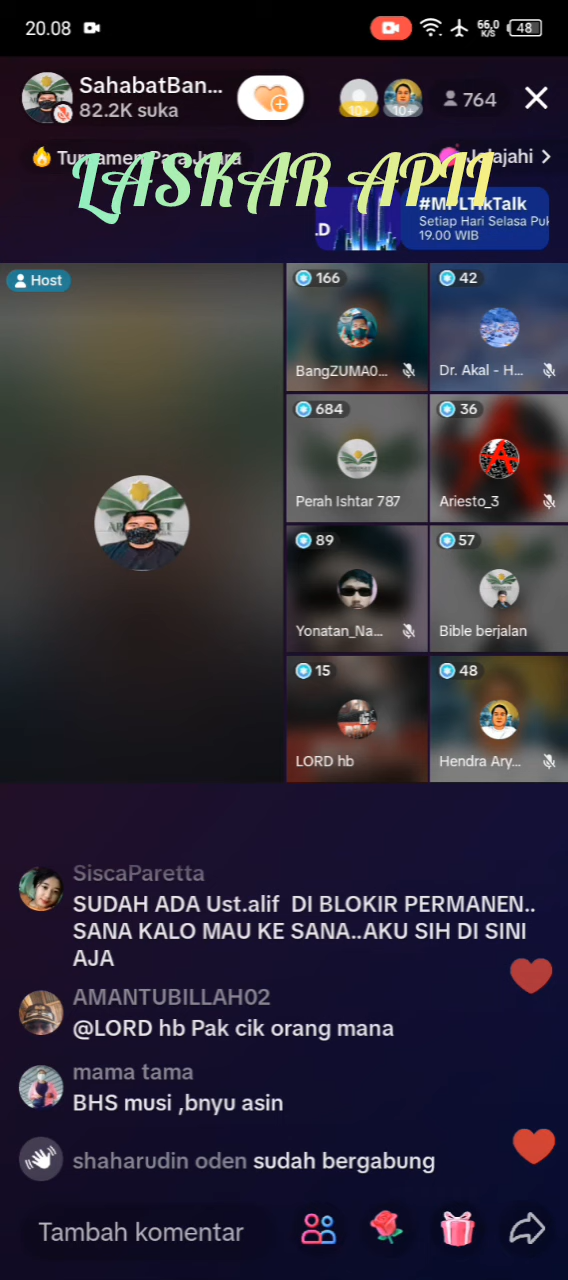 20.08
66,0
K/S
48
SahabatBan...
82.2K suka
10+
10+
764
Turnamen Para Juara
Jelajahi
LASKAR APII
.D
#MPLTikTalk
Setiap Hari Selasa Puk
19.00 WIB
Host
166
BangZUMA0...
42
Dr. Akal - H...
684
Perah Ishtar 787
36
Ariesto_3
89
Yonatan_Na...
57
Bible berjalan
15
LORD hb
48
Hendra Ary...
SiscaParetta
SUDAH ADA Ust.alif DI BLOKIR PERMANEN..
SANA KALO MAU KE SANA..AKU SIH DI SINI
AJA
AMANTUBILLAH02
@LORD hb Pak cik orang mana
mama tama
BHS musi ,bnyu asin
shaharudin oden sudah bergabung
Tambah komentar